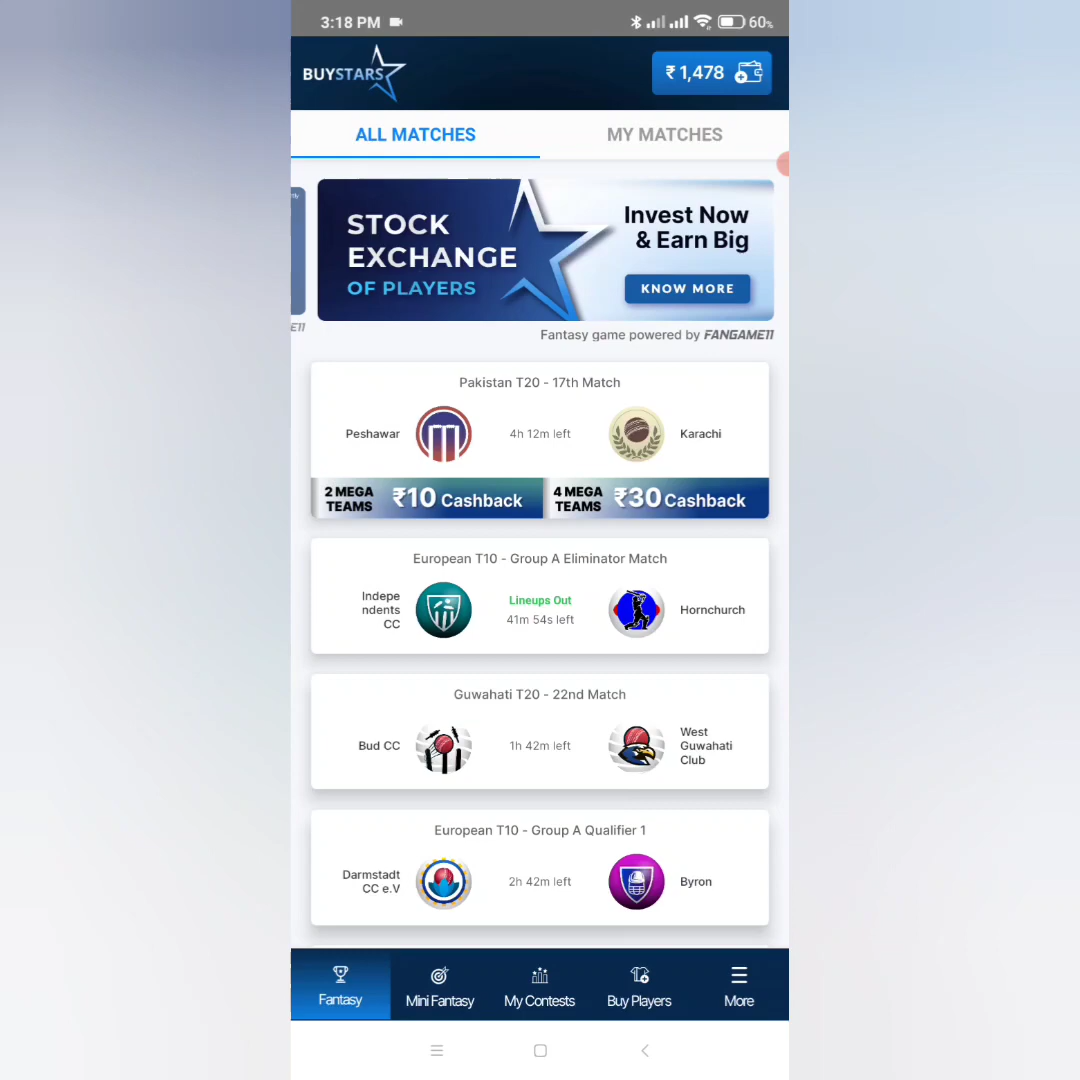 3:18 PM
60%
BUYSTARS
₹ 1,478
ALL MATCHES
MY MATCHES
STOCK
EXCHANGE
OF PLAYERS
Invest Now
& Earn Big
KNOW MORE
E11
Fantasy game powered by FANGAME11
Pakistan T20 - 17th Match
Peshawar
4h 12m left
Karachi
2 MEGA
TEAMS
₹10 Cashback
4 MEGA
TEAMS
₹30 Cashback
European T10 - Group A Eliminator Match
Indepe
ndents
CC
Lineups Out
41m 54s left
Hornchurch
Guwahati T20 - 22nd Match
Bud CC
1h 42m left
West
Guwahati
Club
European T10 - Group A Qualifier 1
Darmstadt
CC e.V
2h 42m left
Byron
Fantasy
Mini Fantasy
My Contests
Buy Players
More